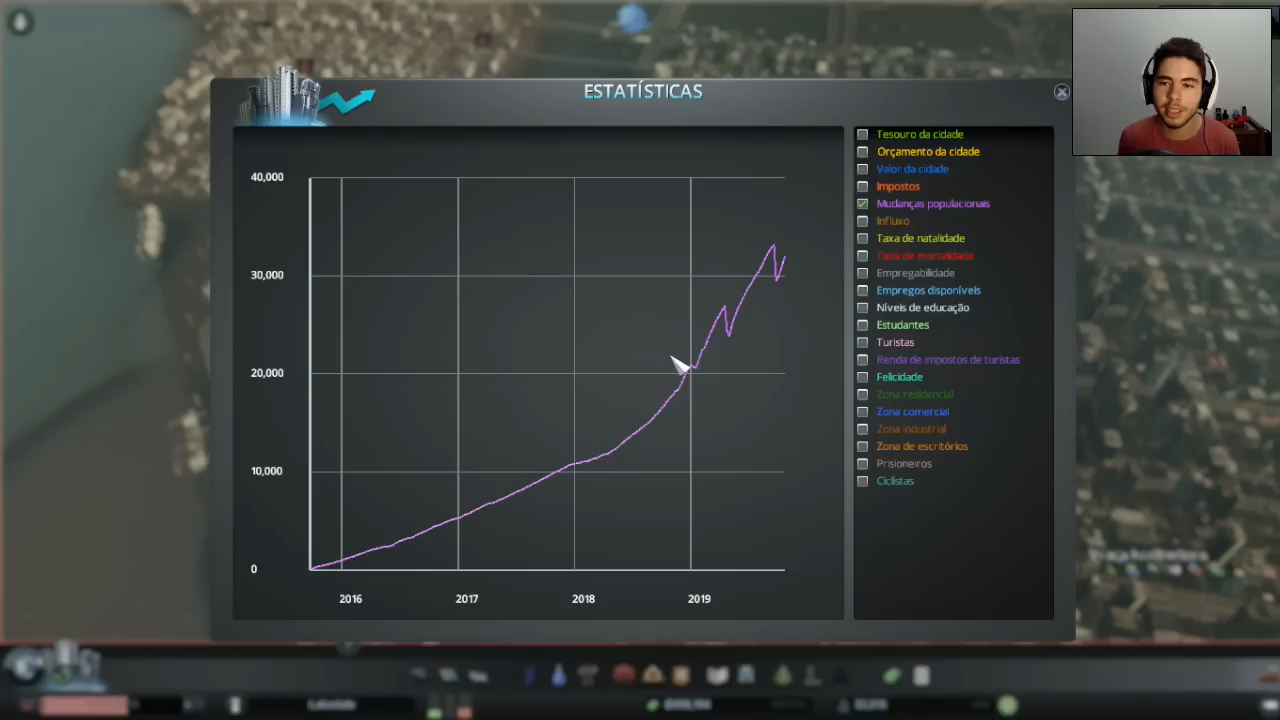 ESTATÍSTICAS
40,000
30,000
20,000
10,000
0
2016 2017 2018 2019
Tesouro da cidade
Orçamento da cidade
Valor da cidade
Impostos
Mudanças populacionais
Influxo
Taxa de natalidade
Taxa de mortalidade
Empregabilidade
Empregos disponíveis
Níveis de educação
Estudantes
Turistas
Renda de impostos de turistas
Felicidade
Zona residencial
Zona comercial
Zona industrial
Zona de escritórios
Prisioneiros
Ciclistas